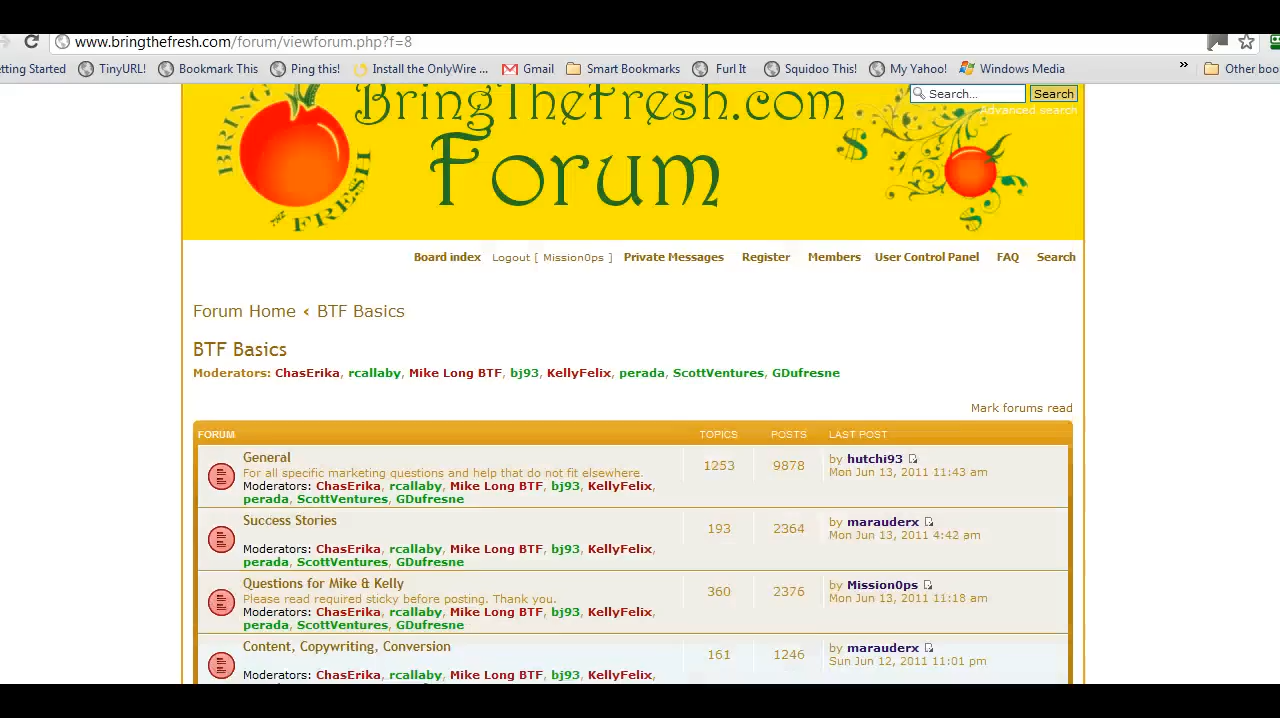 www.bringthefresh.com/forum/viewforum.php?f=8
tting Started TinyURL! Bookmark This Ping this! Install the OnlyWire ... Gmail Smart Bookmarks Furl It Squidoo This! My Yahoo! Windows Media » Other boo
BringTheFresh.com
Search... Search
Advanced search
BRING THE FRESH
Forum
Board index Logout [ Mission0ps ] Private Messages Register Members User Control Panel FAQ Search
Forum Home ‹ BTF Basics
BTF Basics
Moderators: ChasErika, rcallaby, Mike Long BTF, bj93, KellyFelix, perada, ScottVentures, GDufresne
Mark forums read
FORUM TOPICS POSTS LAST POST
General
For all specific marketing questions and help that do not fit elsewhere.
Moderators: ChasErika, rcallaby, Mike Long BTF, bj93, KellyFelix,
perada, ScottVentures, GDufresne
1253 9878 by hutchi93
Mon Jun 13, 2011 11:43 am
Success Stories
Moderators: ChasErika, rcallaby, Mike Long BTF, bj93, KellyFelix,
perada, ScottVentures, GDufresne
193 2364 by marauderx
Mon Jun 13, 2011 4:42 am
Questions for Mike & Kelly
Please read required sticky before posting. Thank you.
Moderators: ChasErika, rcallaby, Mike Long BTF, bj93, KellyFelix,
perada, ScottVentures, GDufresne
360 2376 by Mission0ps
Mon Jun 13, 2011 11:18 am
Content, Copywriting, Conversion
Moderators: ChasErika, rcallaby, Mike Long BTF, bj93, KellyFelix,
161 1246 by marauderx
Sun Jun 12, 2011 11:01 pm